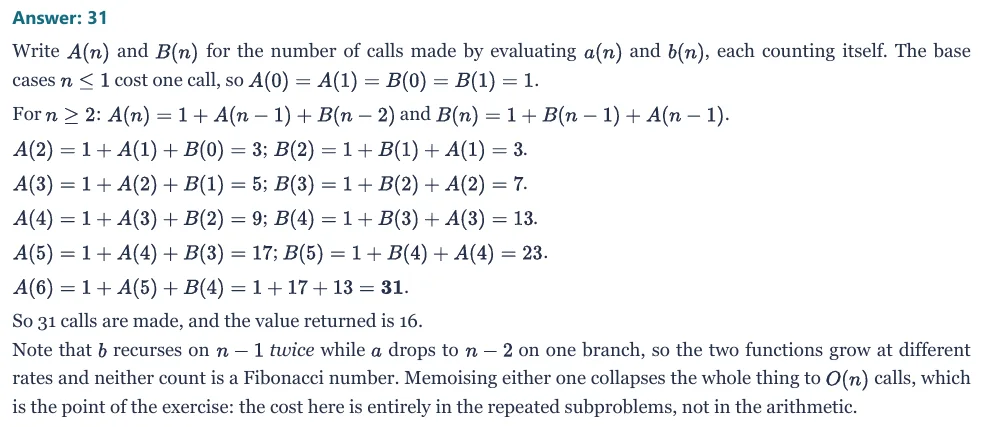 Answer: 31
Write A(n) and B(n) for the number of calls made by evaluating a(n) and b(n), each counting itself. The base
cases n ≤ 1 cost one call, so A(0) = A(1) = B(0) = B(1) = 1.
For n ≥ 2: A(n) = 1 + A(n − 1) + B(n − 2) and B(n) = 1 + B(n − 1) + A(n − 1).
A(2) = 1 + A(1) + B(0) = 3; B(2) = 1 + B(1) + A(1) = 3.
A(3) = 1 + A(2) + B(1) = 5; B(3) = 1 + B(2) + A(2) = 7.
A(4) = 1 + A(3) + B(2) = 9; B(4) = 1 + B(3) + A(3) = 13.
A(5) = 1 + A(4) + B(3) = 17; B(5) = 1 + B(4) + A(4) = 23.
A(6) = 1 + A(5) + B(4) = 1 + 17 + 13 = 31.
So 31 calls are made, and the value returned is 16.
Note that b recurses on n − 1 twice while a drops to n − 2 on one branch, so the two functions grow at different
rates and neither count is a Fibonacci number. Memoising either one collapses the whole thing to O(n) calls, which
is the point of the exercise: the cost here is entirely in the repeated subproblems, not in the arithmetic.